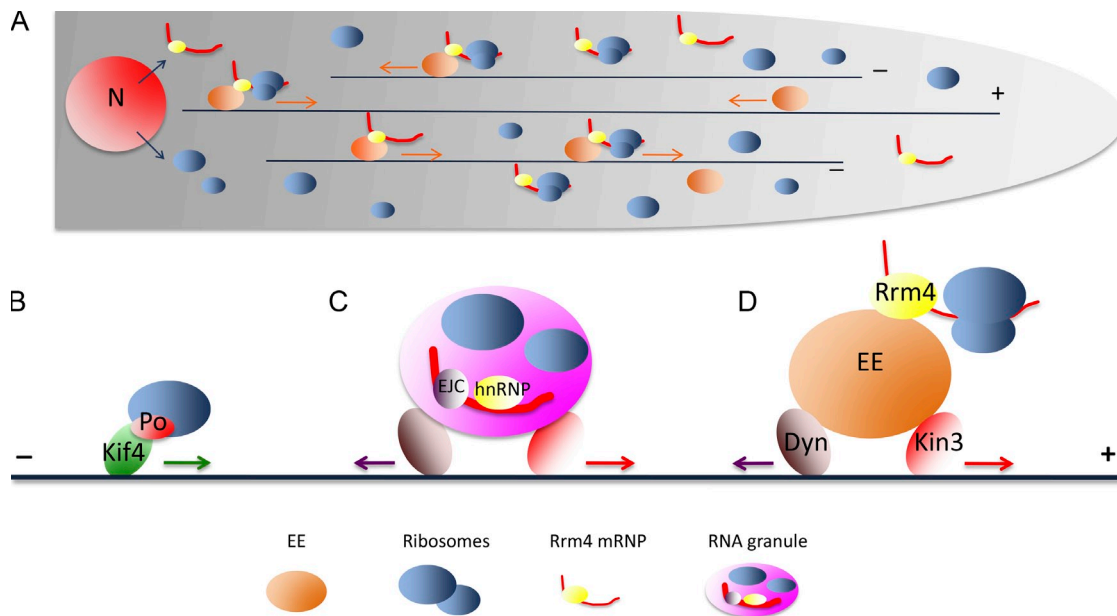 A
N
–
+
–
B
C
D
Rrm4
EJC hnRNP
EE
Po
Kif4
Dyn Kin3
– +
EE Ribosomes Rrm4 mRNP RNA granule